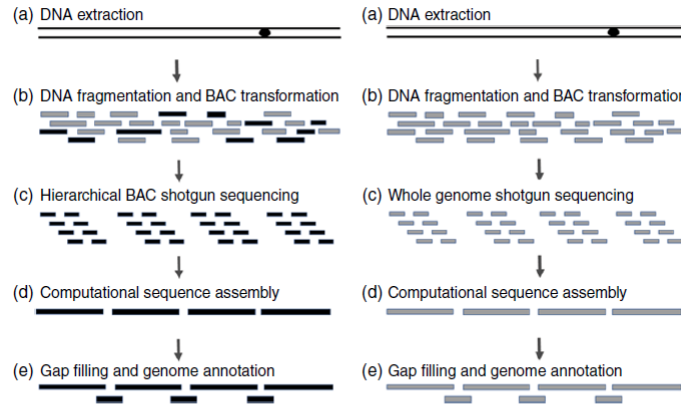 (a) DNA extraction
(b) DNA fragmentation and BAC transformation
(c) Hierarchical BAC shotgun sequencing
(d) Computational sequence assembly
(e) Gap filling and genome annotation
(a) DNA extraction
(b) DNA fragmentation and BAC transformation
(c) Whole genome shotgun sequencing
(d) Computational sequence assembly
(e) Gap filling and genome annotation